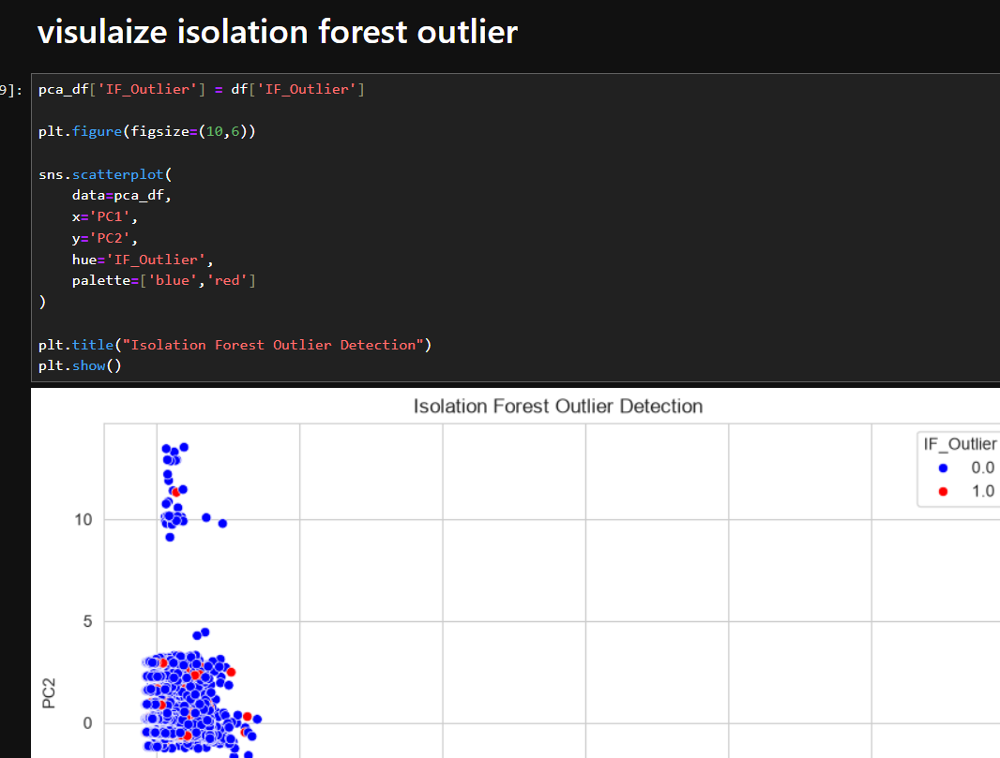 visulaize isolation forest outlier
9]:
pca_df['IF_Outlier'] = df['IF_Outlier']
plt.figure(figsize=(10,6))
sns.scatterplot(
    data=pca_df,
    x='PC1',
    y='PC2',
    hue='IF_Outlier',
    palette=['blue','red']
)
plt.title("Isolation Forest Outlier Detection")
plt.show()
Isolation Forest Outlier Detection
IF_Outlier
0.0
1.0
10
5
PC2
0